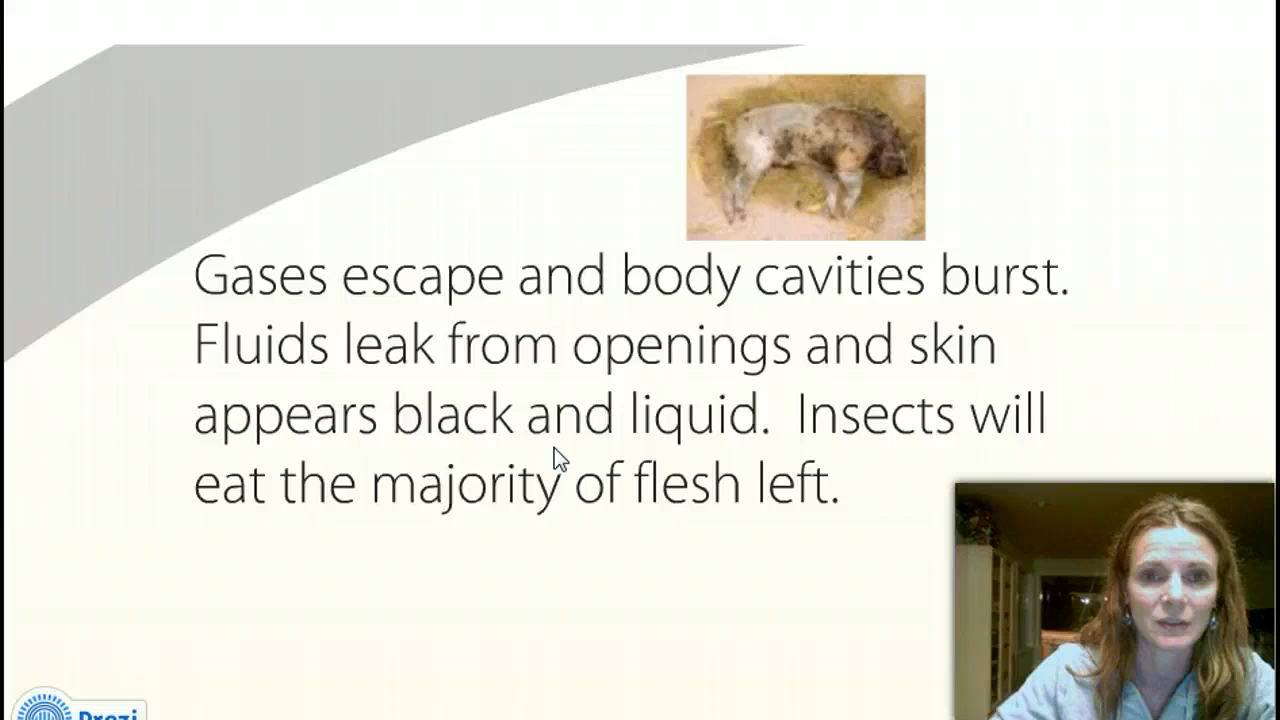 Gases escape and body cavities burst.
Fluids leak from openings and skin
appears black and liquid.  Insects will
eat the majority of flesh left.
Prezi